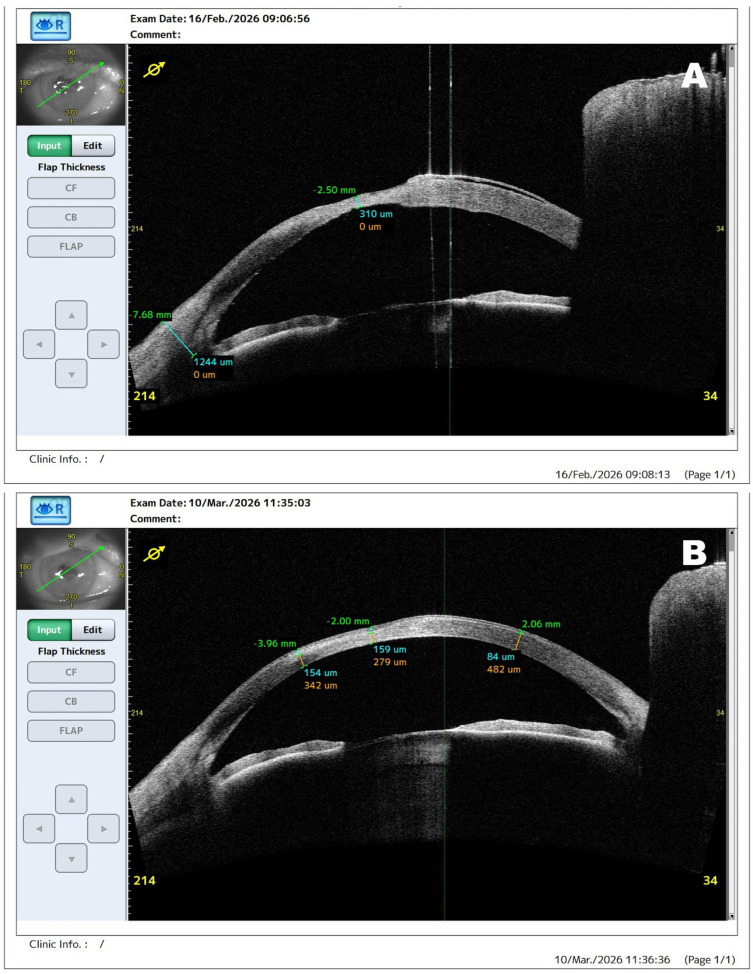 R
Exam Date: 16/Feb./2026 09:06:56
Comment:
90
S
180
T
0
N
270
I
A
Input Edit
Flap Thickness
CF
CB
FLAP
-2.50 mm
310 um
0 um
214
34
-7.68 mm
1244 um
0 um
214
34
Clinic Info. : /
16/Feb./2026 09:08:13 (Page 1/1)
R
Exam Date: 10/Mar./2026 11:35:03
Comment:
90
S
180
T
0
N
270
I
B
Input Edit
Flap Thickness
CF
CB
FLAP
-3.96 mm
-2.00 mm
2.06 mm
154 um
342 um
159 um
279 um
84 um
482 um
214
34
214
34
Clinic Info. : /
10/Mar./2026 11:36:36 (Page 1/1)